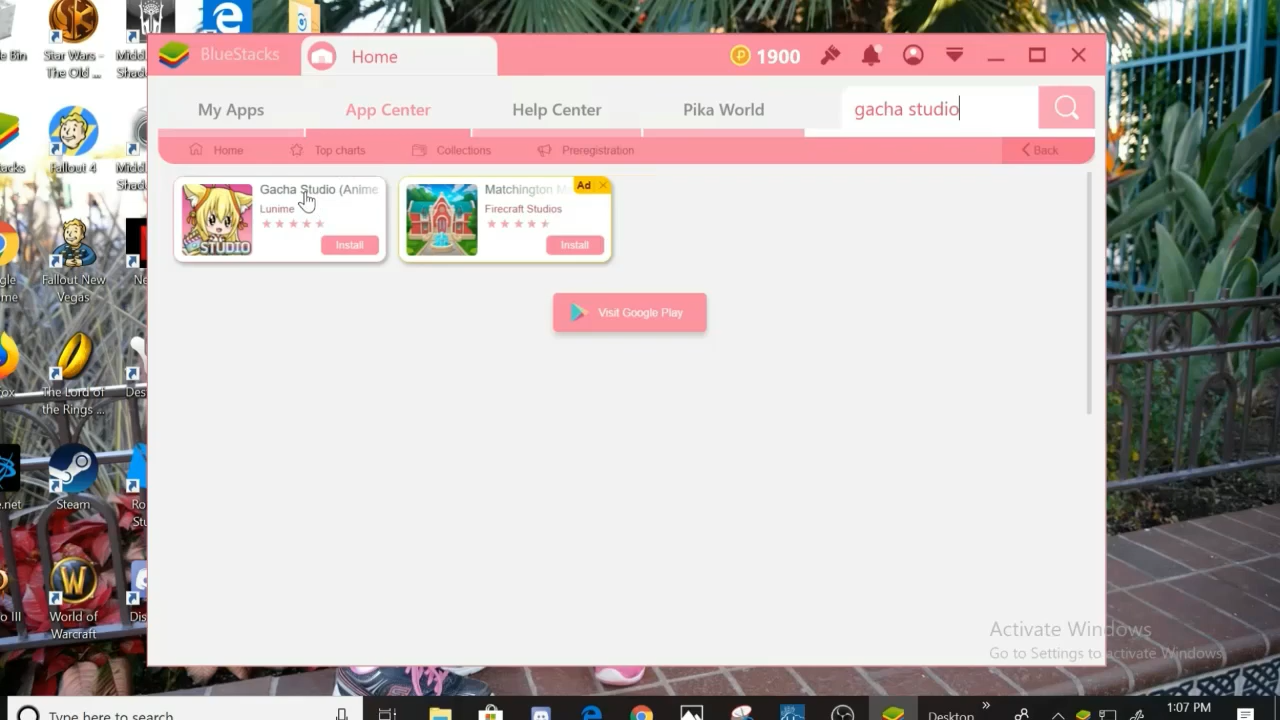 Star Wars -
The Old ...
BlueStacks
Home
1900
My Apps
App Center
Help Center
Pika World
gacha studio
Home
Top charts
Collections
Preregistration
Back
Gacha Studio (Anime
Lunime
Install
STUDIO
Ad
Firecraft Studios
Install
Visit Google Play
Fallout 4
Fallout New
Vegas
The Lord of
the Rings ...
Steam
World of
Warcraft
Activate Windows
Go to Settings to activate Windows.
Type here to search
Desktop
1:07 PM